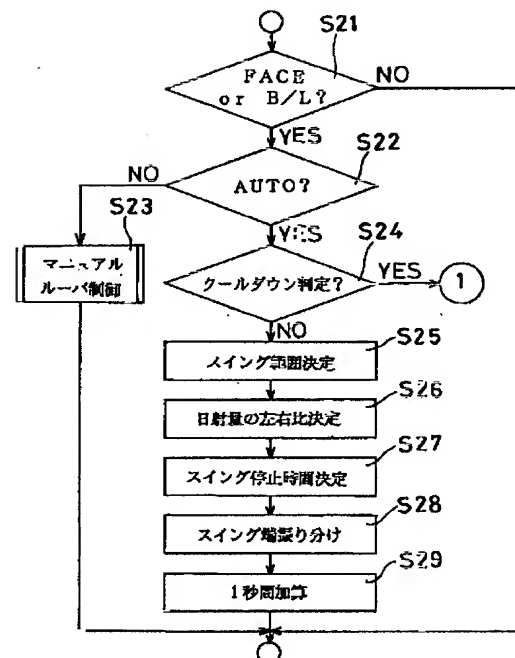 S21
FACE
or B/L?
NO
YES
S22
NO
AUTO?
S23
YES
S24
マニュアル
ルーバ制御
クールダウン判定?
YES
1
NO
S25
スイング範囲決定
S26
日射量の左右比決定
S27
スイング停止時間決定
S28
スイング端振り分け
S29
1秒間加算